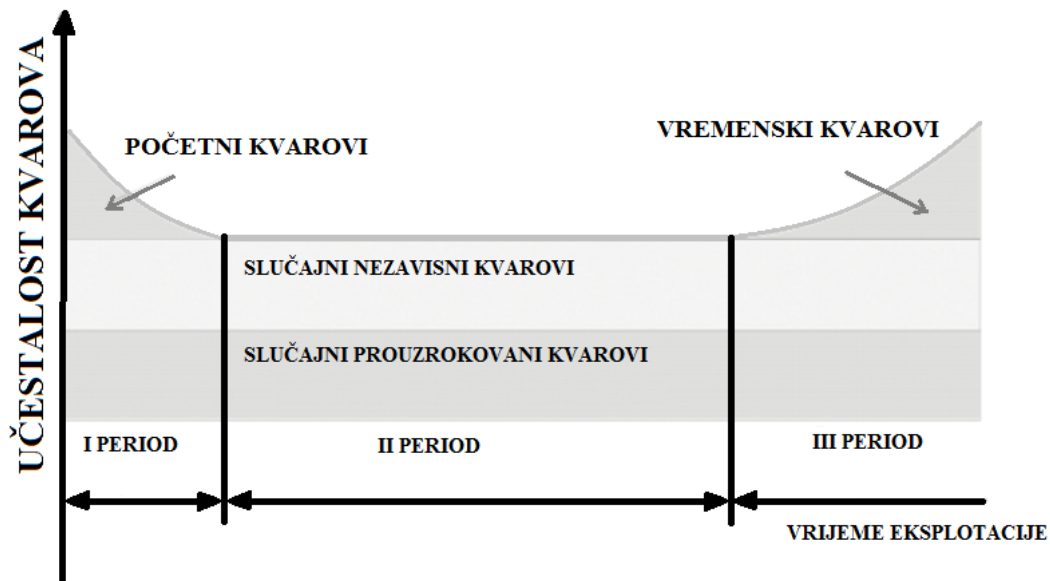 UČESTALOST KVAROVA
POČETNI KVAROVI
VREMENSKI KVAROVI
SLUČAJNI NEZAVISNI KVAROVI
SLUČAJNI PROUZROKOVANI KVAROVI
I PERIOD
II PERIOD
III PERIOD
VRIJEME EKSPLOTACIJE